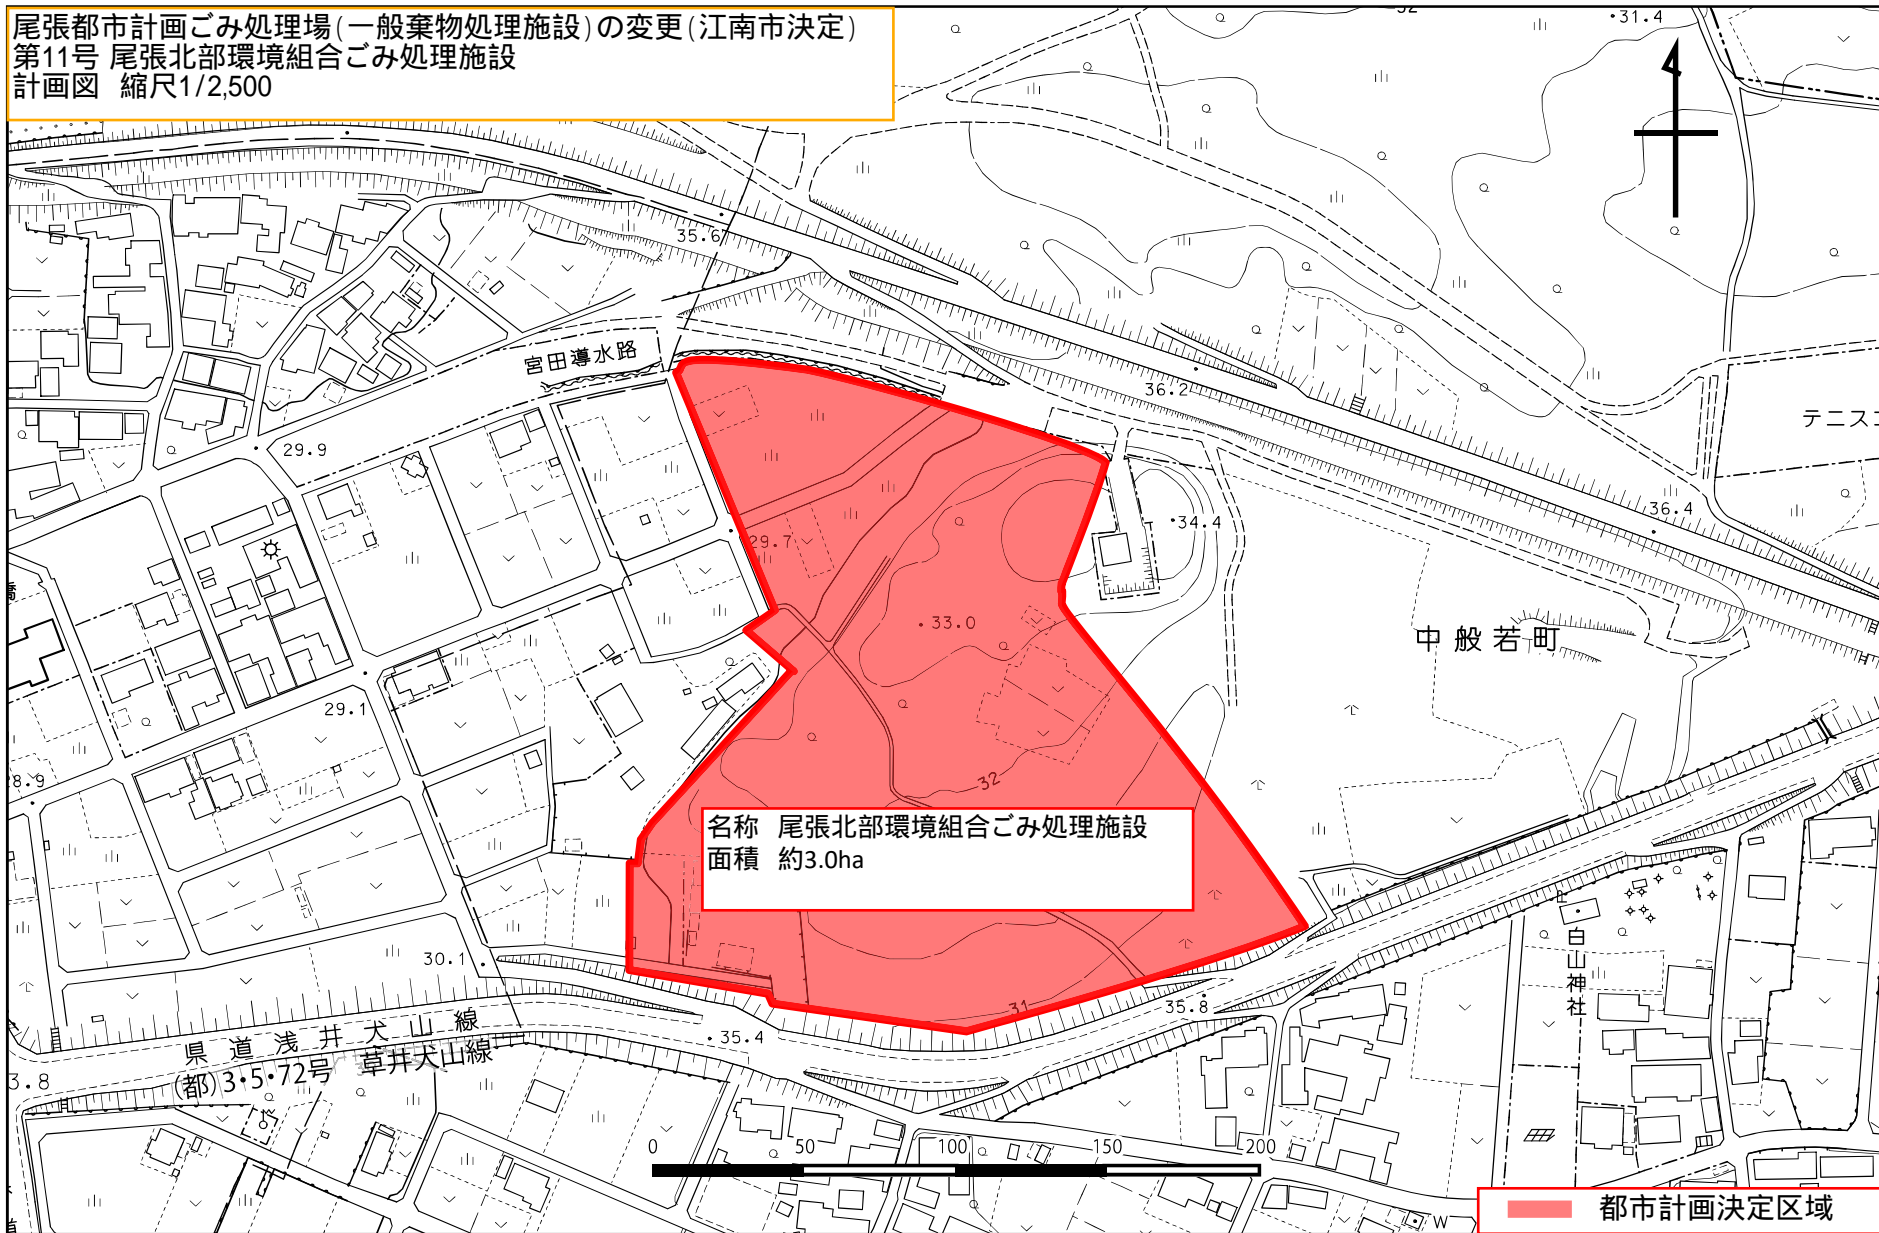 尾張都市計画ごみ処理場(一般棄物処理施設)の変更(江南市決定)
第11号 尾張北部環境組合ごみ処理施設
計画図 縮尺1/2,500
32
31.4
35.6
宮田導水路
36.2
テニスコ
29.9
36.4
34.4
29.7
33.0
中般若町
29.1
32
28.9
名称 尾張北部環境組合ごみ処理施設
面積 約3.0ha
白山神社
30.1
31
35.8
35.4
県道浅井犬山線
(都)3・5・72号 草井犬山線
3.8
0 50 100 150 200
W
都市計画決定区域